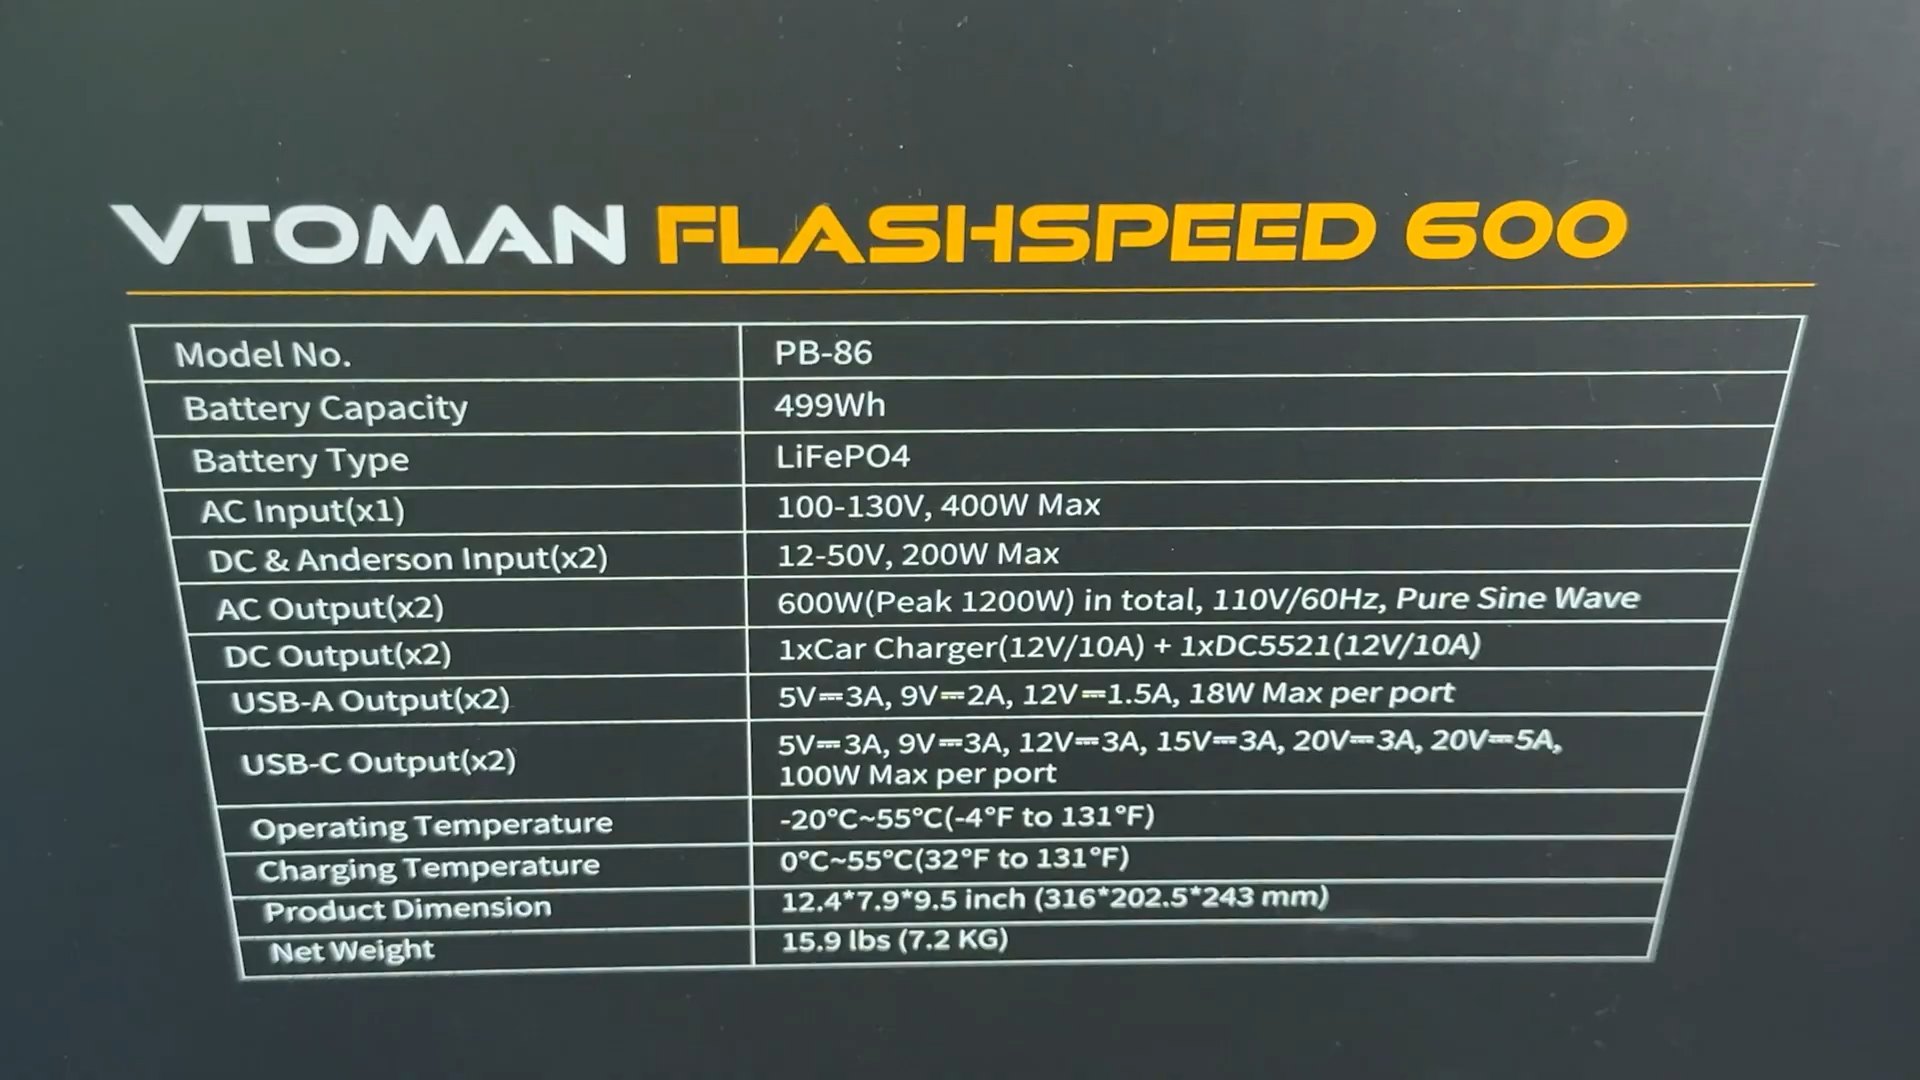 VTOMAN FLASHSPEED 600
Model No. PB-86
Battery Capacity 499Wh
Battery Type LiFePO4
AC Input(x1) 100-130V, 400W Max
DC & Anderson Input(x2) 12-50V, 200W Max
AC Output(x2) 600W(Peak 1200W) in total, 110V/60Hz, Pure Sine Wave
DC Output(x2) 1xCar Charger(12V/10A) + 1xDC5521(12V/10A)
USB-A Output(x2) 5V⎓3A, 9V⎓2A, 12V⎓1.5A, 18W Max per port
USB-C Output(x2) 5V⎓3A, 9V⎓3A, 12V⎓3A, 15V⎓3A, 20V⎓3A, 20V⎓5A,
100W Max per port
Operating Temperature -20°C~55°C(-4°F to 131°F)
Charging Temperature 0°C~55°C(32°F to 131°F)
Product Dimension 12.4*7.9*9.5 inch (316*202.5*243 mm)
Net Weight 15.9 lbs (7.2 KG)